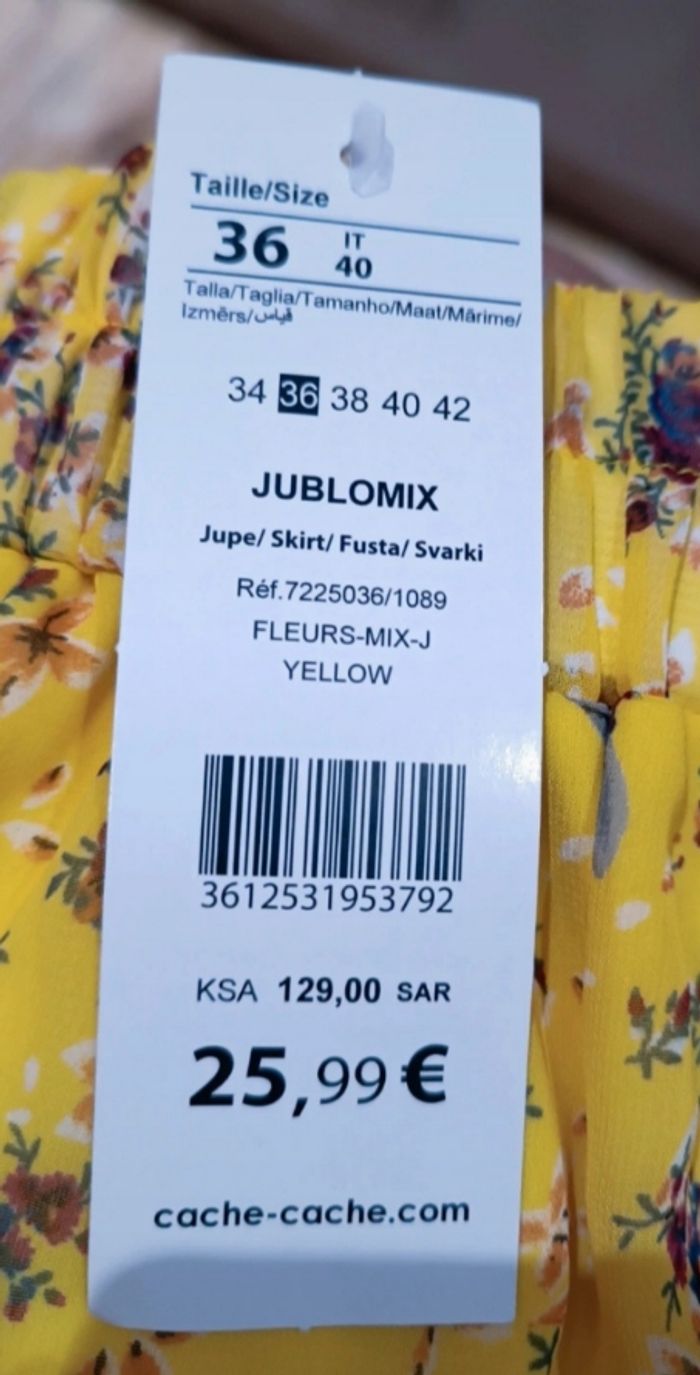 Taille/Size
36 IT 40
Talla/Taglia/Tamanho/Maat/Mărime/
Izmērs/قياس
34 36 38 40 42
JUBLOMIX
Jupe/ Skirt/ Fusta/ Svarki
Réf.7225036/1089
FLEURS-MIX-J
YELLOW
3612531953792
KSA 129,00 SAR
25,99 €
cache-cache.com